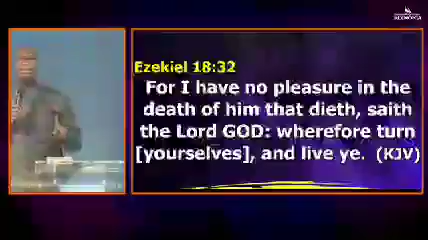 Ezekiel 18:32
For I have no pleasure in the
death of him that dieth, saith
the Lord GOD: wherefore turn
[yourselves], and live ye. (KJV)